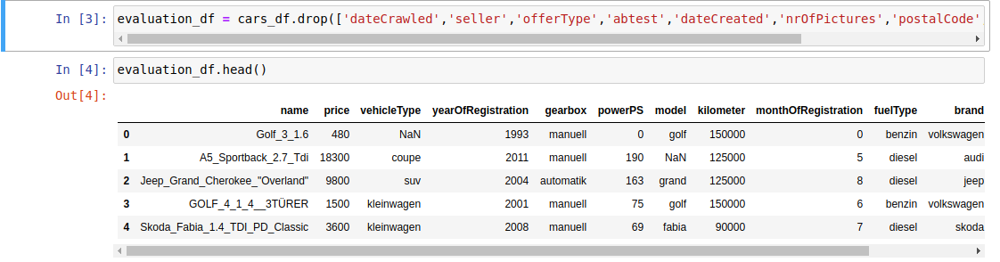 In [3]: evaluation_df = cars_df.drop(['dateCrawled','seller','offerType','abtest','dateCreated','nrOfPictures','postalCode'
In [4]: evaluation_df.head()
Out[4]:
name price vehicleType yearOfRegistration gearbox powerPS model kilometer monthOfRegistration fuelType brand
0 Golf_3_1.6 480 NaN 1993 manuell 0 golf 150000 0 benzin volkswagen
1 A5_Sportback_2.7_Tdi 18300 coupe 2011 manuell 190 NaN 125000 5 diesel audi
2 Jeep_Grand_Cherokee_"Overland" 9800 suv 2004 automatik 163 grand 125000 8 diesel jeep
3 GOLF_4_1_4__3TÜRER 1500 kleinwagen 2001 manuell 75 golf 150000 6 benzin volkswagen
4 Skoda_Fabia_1.4_TDI_PD_Classic 3600 kleinwagen 2008 manuell 69 fabia 90000 7 diesel skoda